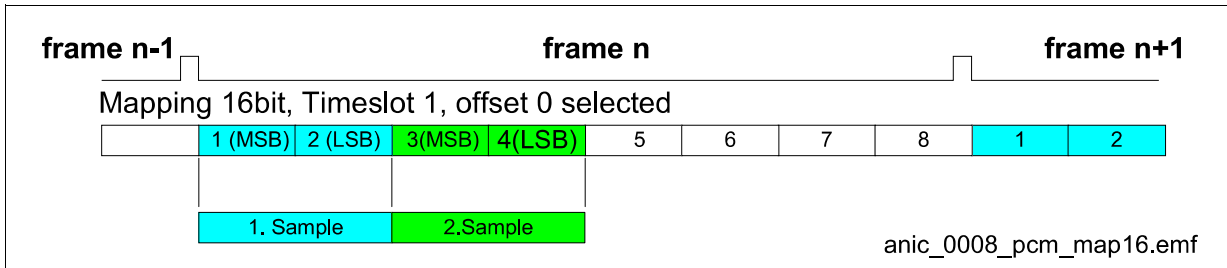 frame n-1 frame n frame n+1
Mapping 16bit, Timeslot 1, offset 0 selected
1 (MSB) 2 (LSB) 3(MSB) 4(LSB) 5 6 7 8 1 2
1. Sample 2.Sample
anic_0008_pcm_map16.emf